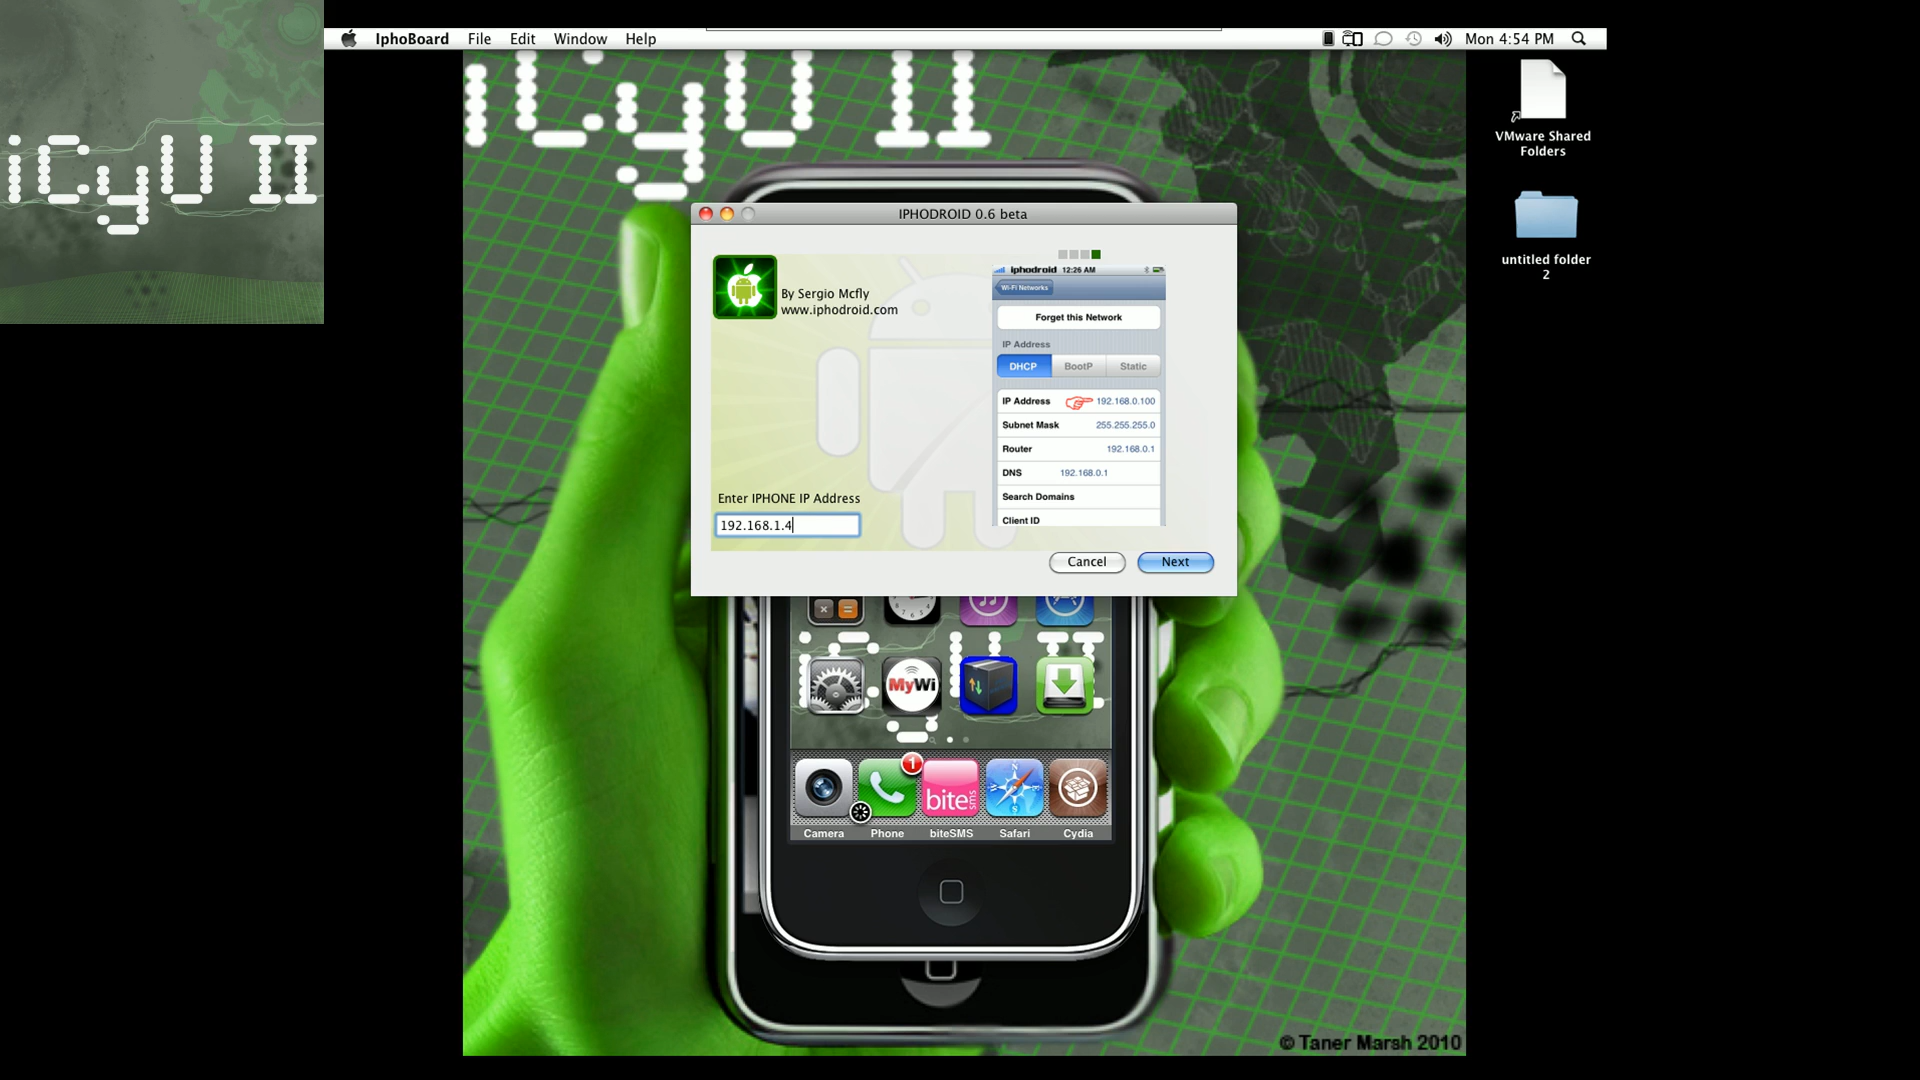 iCyU II
IphoBoard File Edit Window Help
Mon 4:54 PM
iCyU II
VMware Shared
Folders
untitled folder
2
IPHODROID 0.6 beta
By Sergio Mcfly
www.iphodroid.com
iphodroid 12:26 AM
Wi-Fi Networks
Forget this Network
IP Address
DHCP BootP Static
IP Address 192.168.0.100
Subnet Mask 255.255.255.0
Router 192.168.0.1
DNS 192.168.0.1
Search Domains
Client ID
Enter IPHONE IP Address
192.168.1.4
Cancel Next
MyWi
1
bite sms
Camera Phone biteSMS Safari Cydia
© Taner Marsh 2010